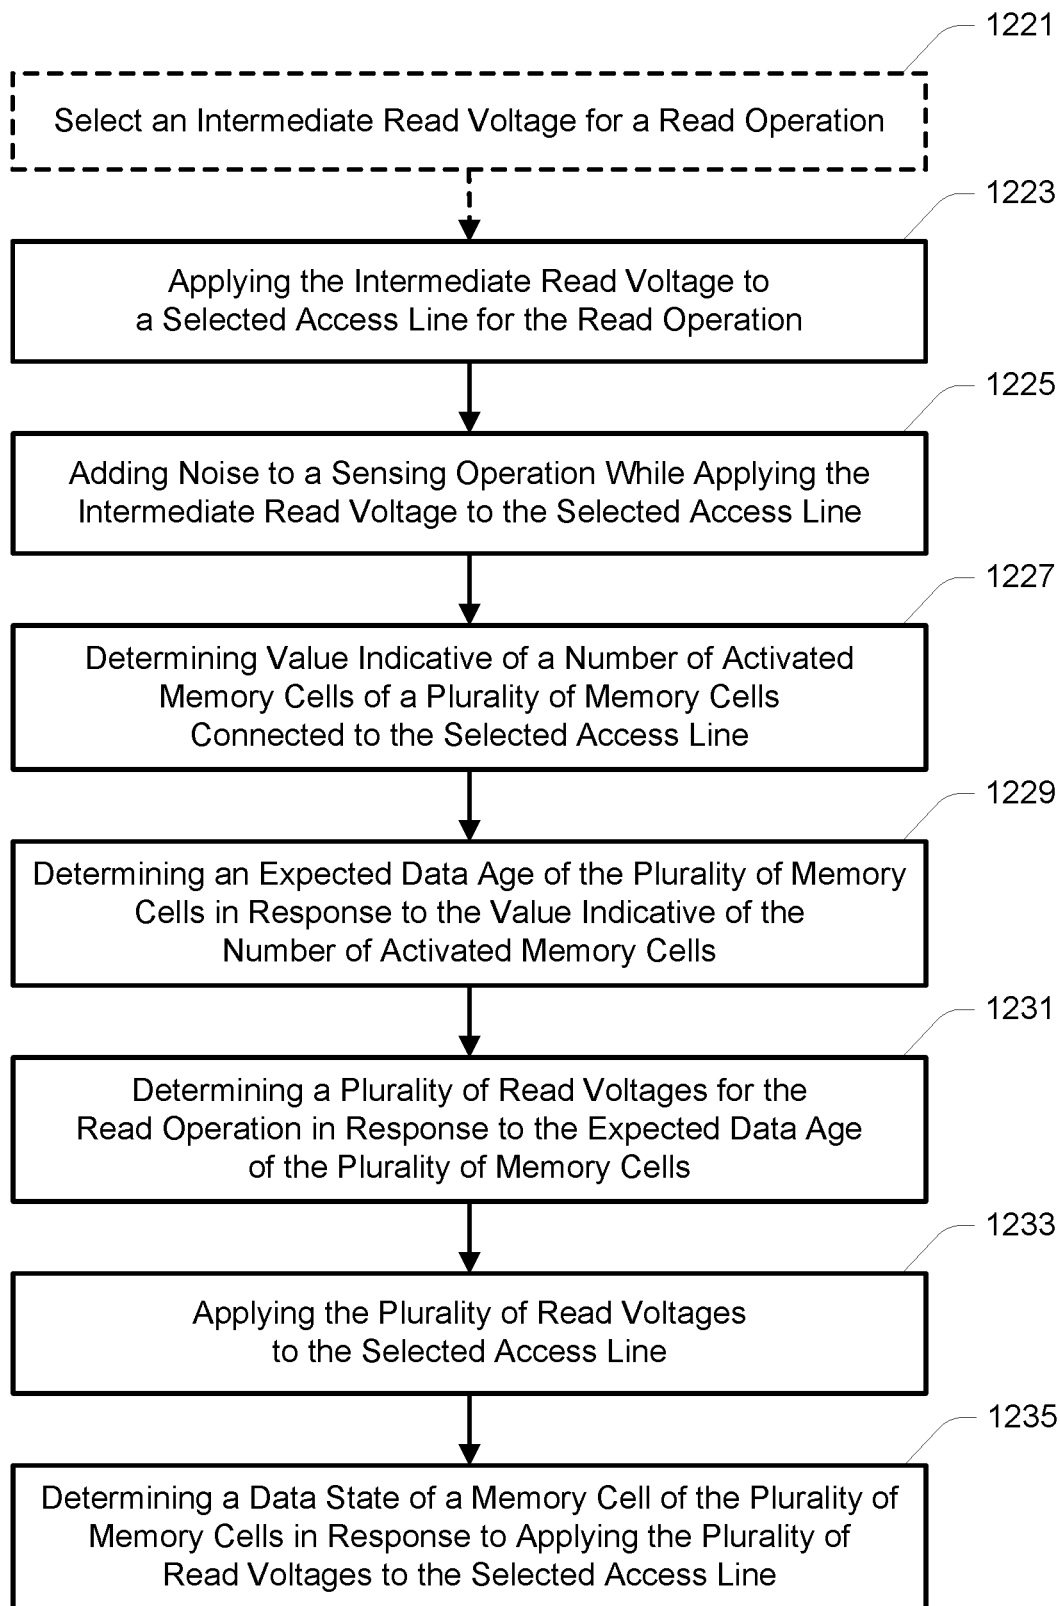 1221
Select an Intermediate Read Voltage for a Read Operation
1223
Applying the Intermediate Read Voltage to
a Selected Access Line for the Read Operation
1225
Adding Noise to a Sensing Operation While Applying the
Intermediate Read Voltage to the Selected Access Line
1227
Determining Value Indicative of a Number of Activated
Memory Cells of a Plurality of Memory Cells
Connected to the Selected Access Line
1229
Determining an Expected Data Age of the Plurality of Memory
Cells in Response to the Value Indicative of the
Number of Activated Memory Cells
1231
Determining a Plurality of Read Voltages for the
Read Operation in Response to the Expected Data Age
of the Plurality of Memory Cells
1233
Applying the Plurality of Read Voltages
to the Selected Access Line
1235
Determining a Data State of a Memory Cell of the Plurality of
Memory Cells in Response to Applying the Plurality of
Read Voltages to the Selected Access Line